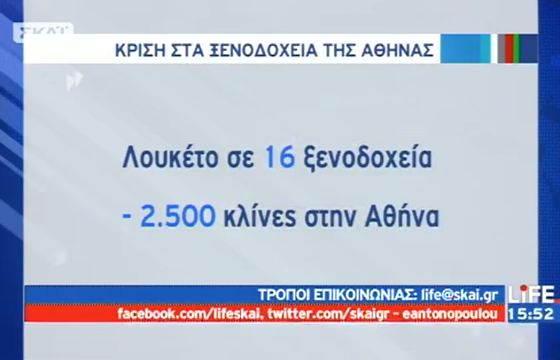 ΣΚΑΪ
ΚΡΙΣΗ ΣΤΑ ΞΕΝΟΔΟΧΕΙΑ ΤΗΣ ΑΘΗΝΑΣ
Λουκέτο σε 16 ξενοδοχεία
- 2.500 κλίνες στην Αθήνα
ΤΡΟΠΟΙ ΕΠΙΚΟΙΝΩΝΙΑΣ: life@skai.gr
LiFE
facebook.com/lifeskai, twitter.com/skaigr - eantonopoulou
15:52